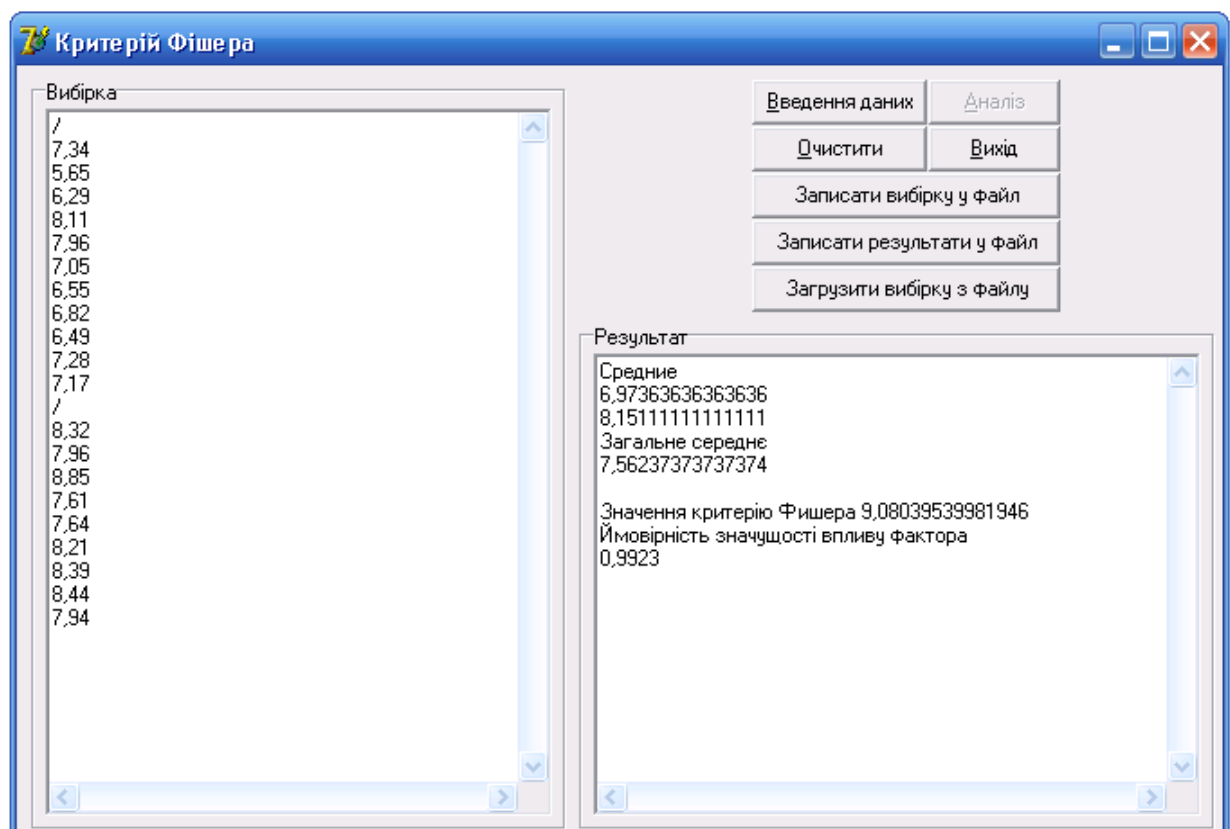 Критерій Фішера
Вибірка
/
7,34
5,65
6,29
8,11
7,96
7,05
6,55
6,82
6,49
7,28
7,17
/
8,32
7,96
8,85
7,61
7,64
8,21
8,39
8,44
7,94
Введення даних
Аналіз
Очистити
Вихід
Записати вибірку у файл
Записати результати у файл
Загрузити вибірку з файлу
Результат
Средние
6,97363636363636
8,15111111111111
Загальне середнє
7,56237373737374
Значення критерію Фишера 9,08039539981946
Ймовірність значущості впливу фактора
0,9923